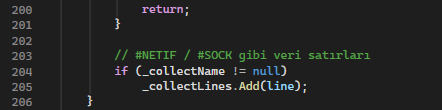 200 return;
201 }
202
203 // #NETIF / #SOCK gibi veri satırları
204 if (_collectName != null)
205 _collectLines.Add(line);
206 }